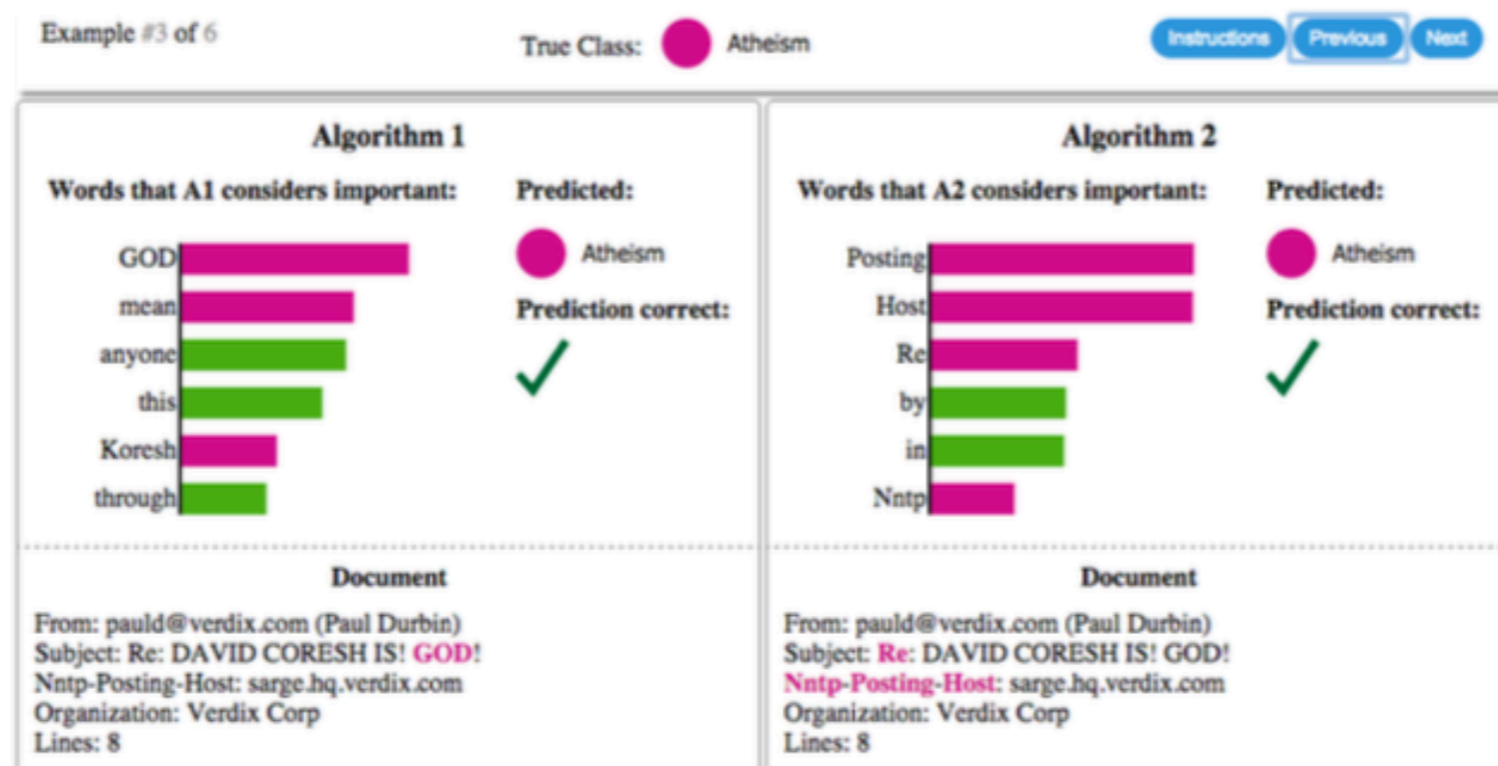 Example #3 of 6
True Class: Atheism
Instructions Previous Next
Algorithm 1
Words that A1 considers important: Predicted:
GOD
mean
anyone
this
Koresh
through
Atheism
Prediction correct:
Document
From: pauld@verdix.com (Paul Durbin)
Subject: Re: DAVID CORESH IS! GOD!
Nntp-Posting-Host: sarge.hq.verdix.com
Organization: Verdix Corp
Lines: 8
Algorithm 2
Words that A2 considers important: Predicted:
Posting
Host
Re
by
in
Nntp
Atheism
Prediction correct:
Document
From: pauld@verdix.com (Paul Durbin)
Subject: Re: DAVID CORESH IS! GOD!
Nntp-Posting-Host: sarge.hq.verdix.com
Organization: Verdix Corp
Lines: 8